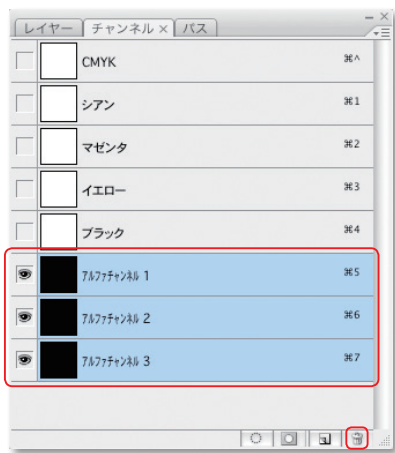 レイヤー チャンネル × パス
CMYK ⌘^
シアン ⌘1
マゼンタ ⌘2
イエロー ⌘3
ブラック ⌘4
ｱﾙﾌｧﾁｬﾝﾈﾙ 1 ⌘5
ｱﾙﾌｧﾁｬﾝﾈﾙ 2 ⌘6
ｱﾙﾌｧﾁｬﾝﾈﾙ 3 ⌘7